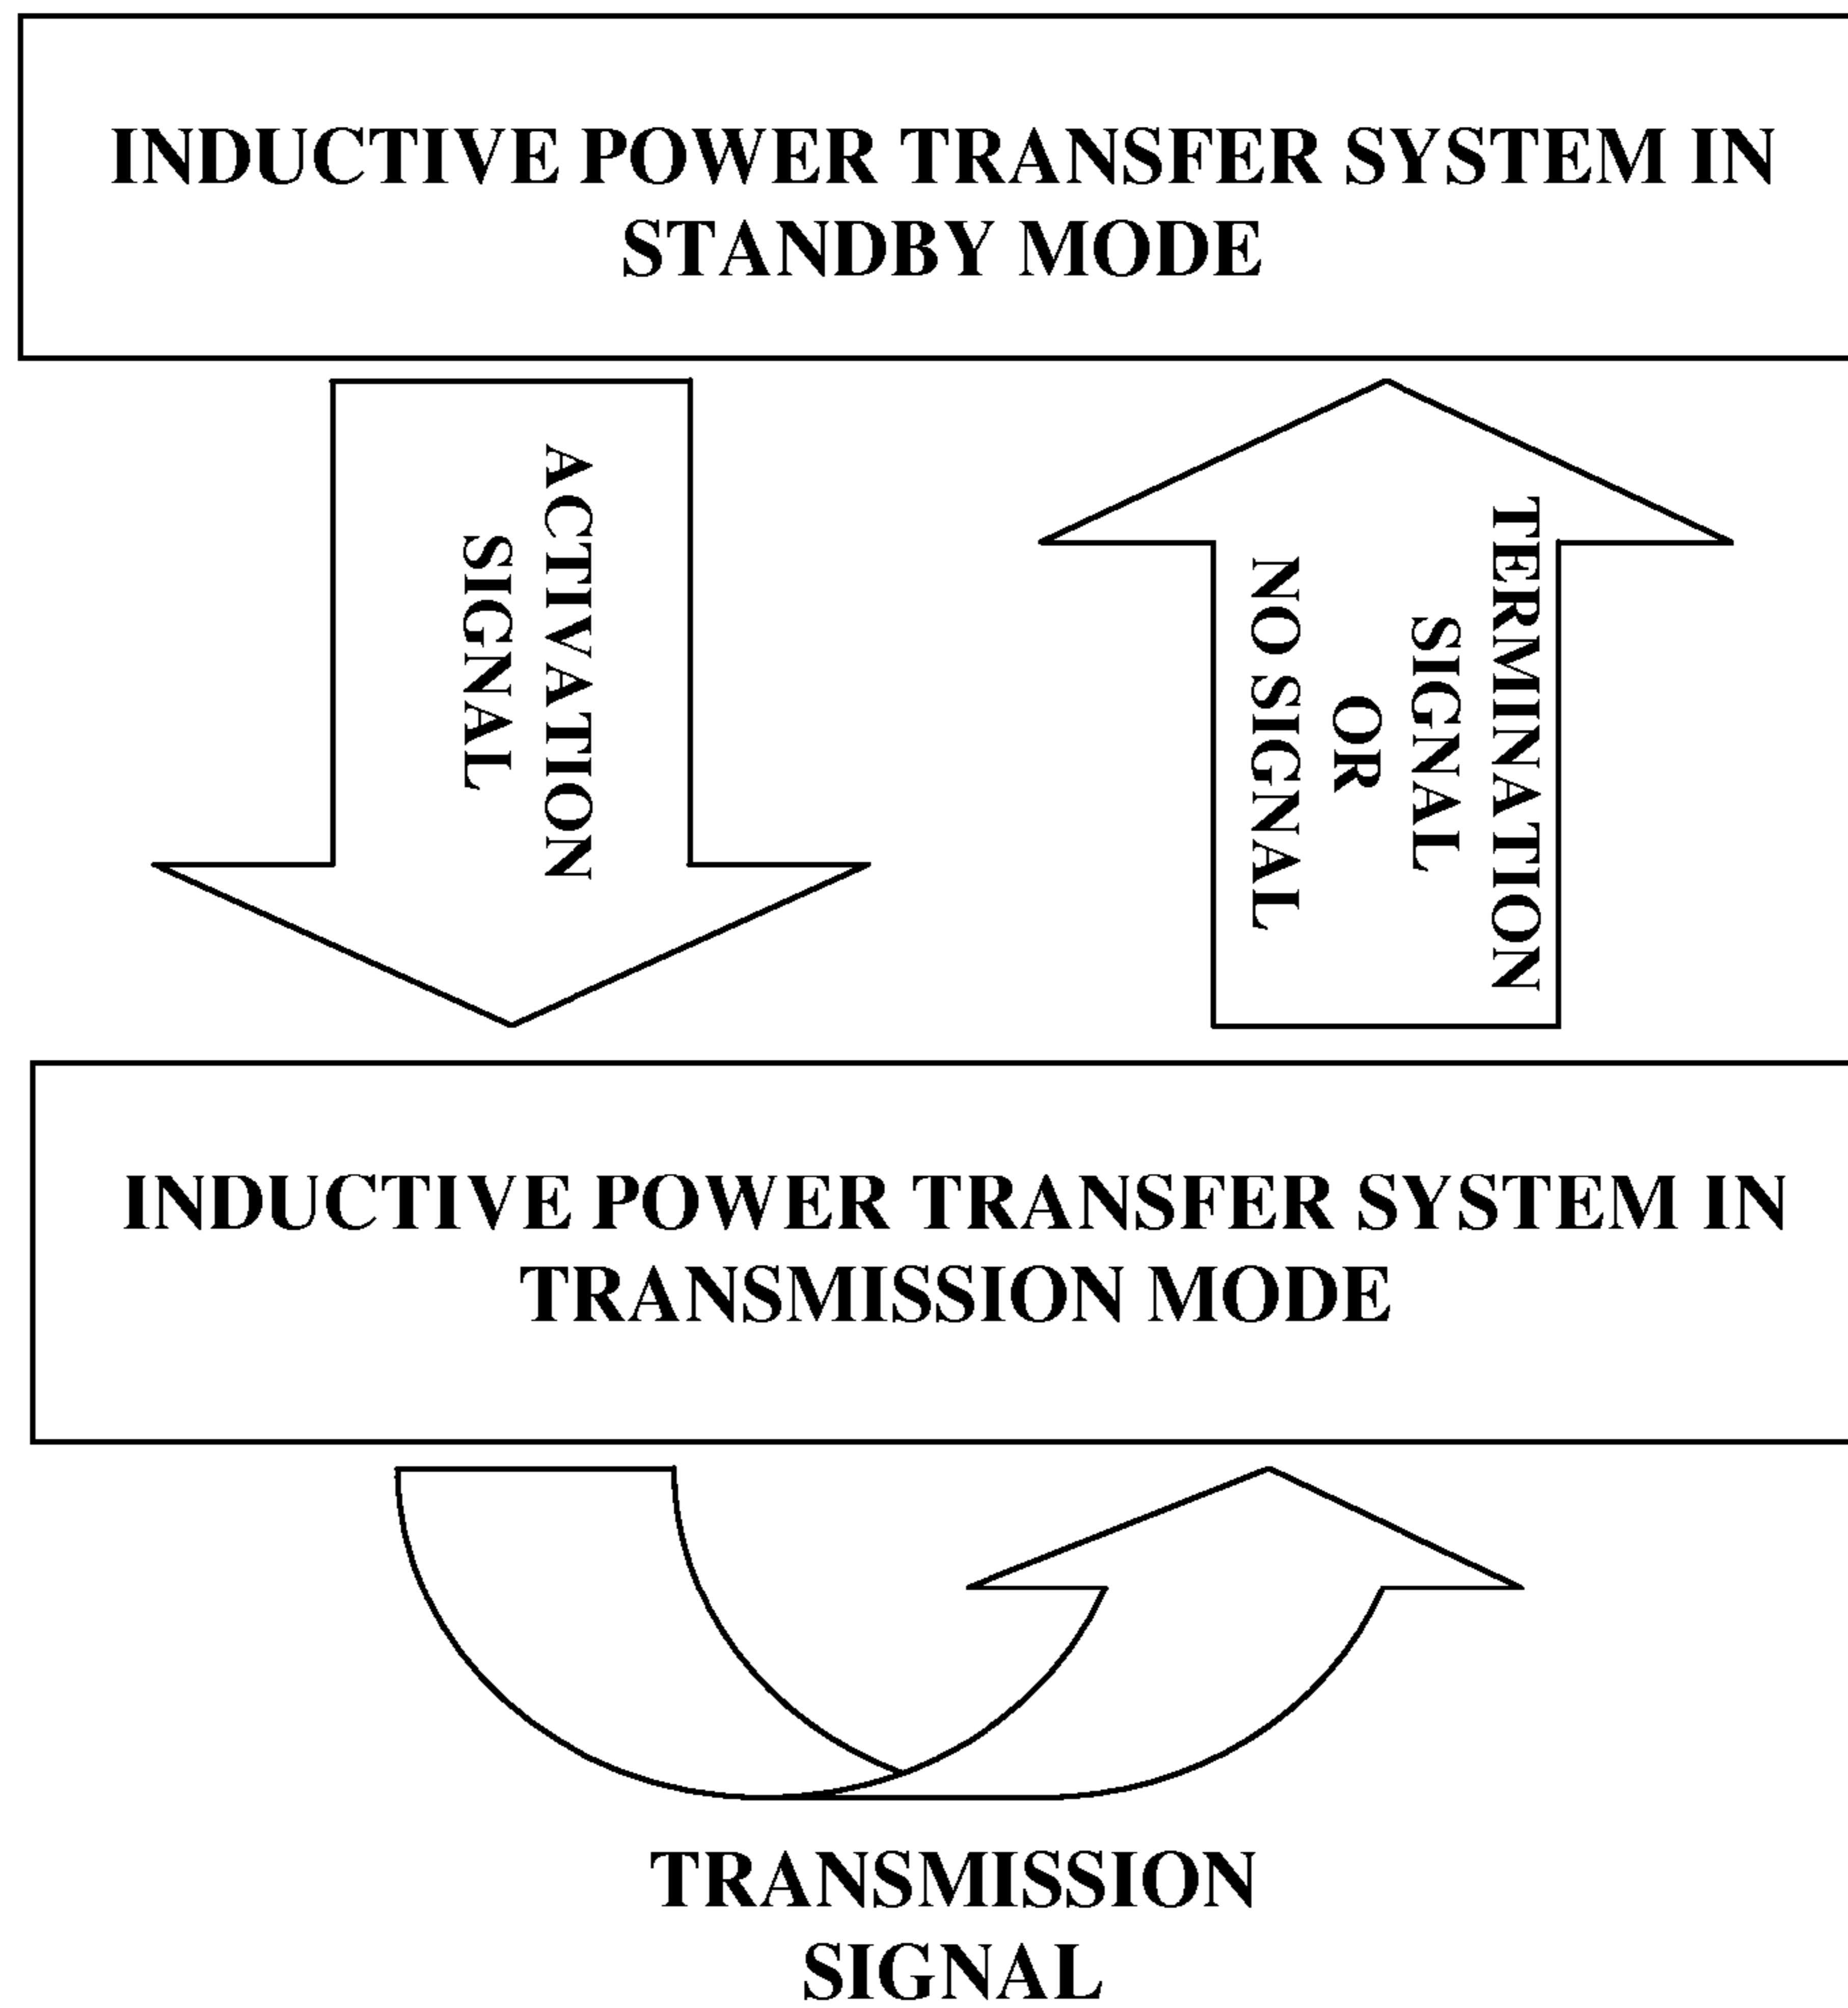 INDUCTIVE POWER TRANSFER SYSTEM IN
STANDBY MODE
ACTIVATION
SIGNAL
TERMINATION
SIGNAL
OR
NO SIGNAL
INDUCTIVE POWER TRANSFER SYSTEM IN
TRANSMISSION MODE
TRANSMISSION
SIGNAL